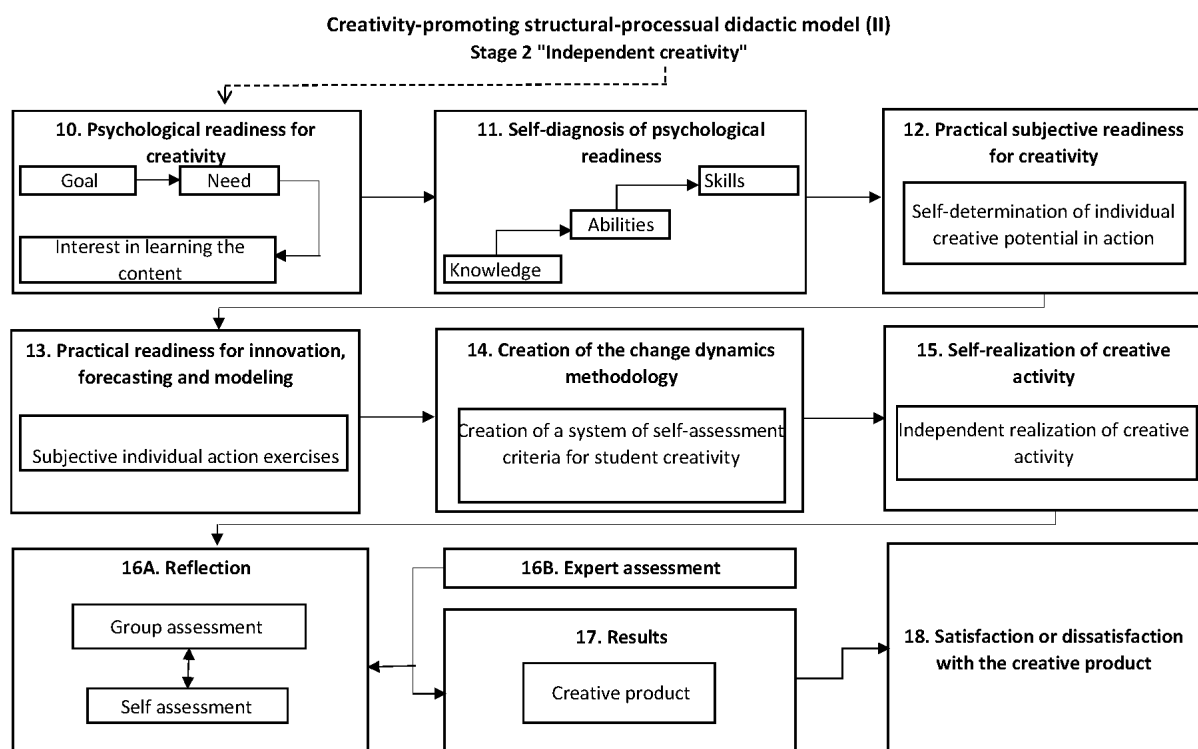 Creativity-promoting structural-processual didactic model (II)
Stage 2 "Independent creativity"
10. Psychological readiness for
creativity
Goal
Need
Interest in learning the
content
11. Self-diagnosis of psychological
readiness
Skills
Abilities
Knowledge
12. Practical subjective readiness
for creativity
Self-determination of individual
creative potential in action
13. Practical readiness for innovation,
forecasting and modeling
Subjective individual action exercises
14. Creation of the change dynamics
methodology
Creation of a system of self-assessment
criteria for student creativity
15. Self-realization of creative
activity
Independent realization of creative
activity
16A. Reflection
Group assessment
Self assessment
16B. Expert assessment
17. Results
Creative product
18. Satisfaction or dissatisfaction
with the creative product